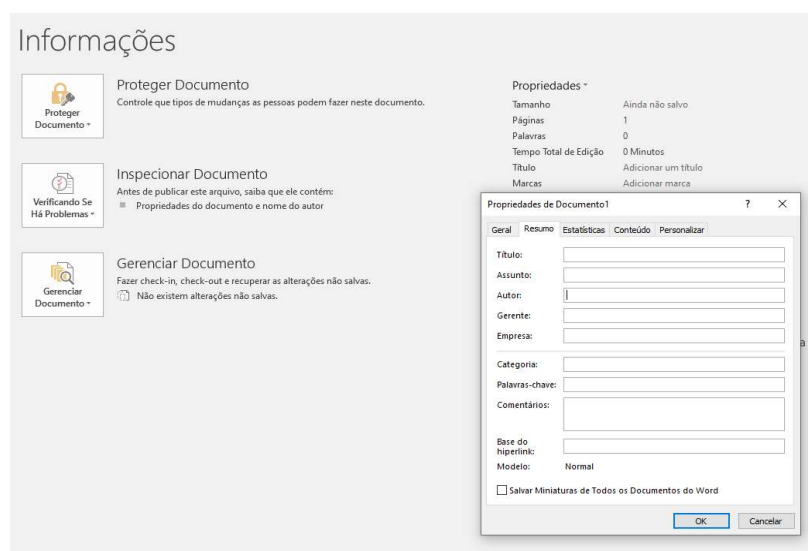 Informações
Proteger Documento
Controle que tipos de mudanças as pessoas podem fazer neste documento.
Proteger
Documento
Inspecionar Documento
Antes de publicar este arquivo, saiba que ele contém:
Propriedades do documento e nome do autor
Verificando Se
Há Problemas
Gerenciar Documento
Fazer check-in, check-out e recuperar as alterações não salvas.
Não existem alterações não salvas.
Gerenciar
Documento
Propriedades
Tamanho Ainda não salvo
Páginas 1
Palavras 0
Tempo Total de Edição 0 Minutos
Título Adicionar um título
Marcas Adicionar marca
Propriedades de Documento1 ?
Geral Resumo Estatísticas Conteúdo Personalizar
Título:
Assunto:
Autor:
Gerente:
Empresa:
Categoria:
Palavras-chave:
Comentários:
Base do
hiperlink:
Modelo: Normal
Salvar Miniaturas de Todos os Documentos do Word
OK Cancelar
a